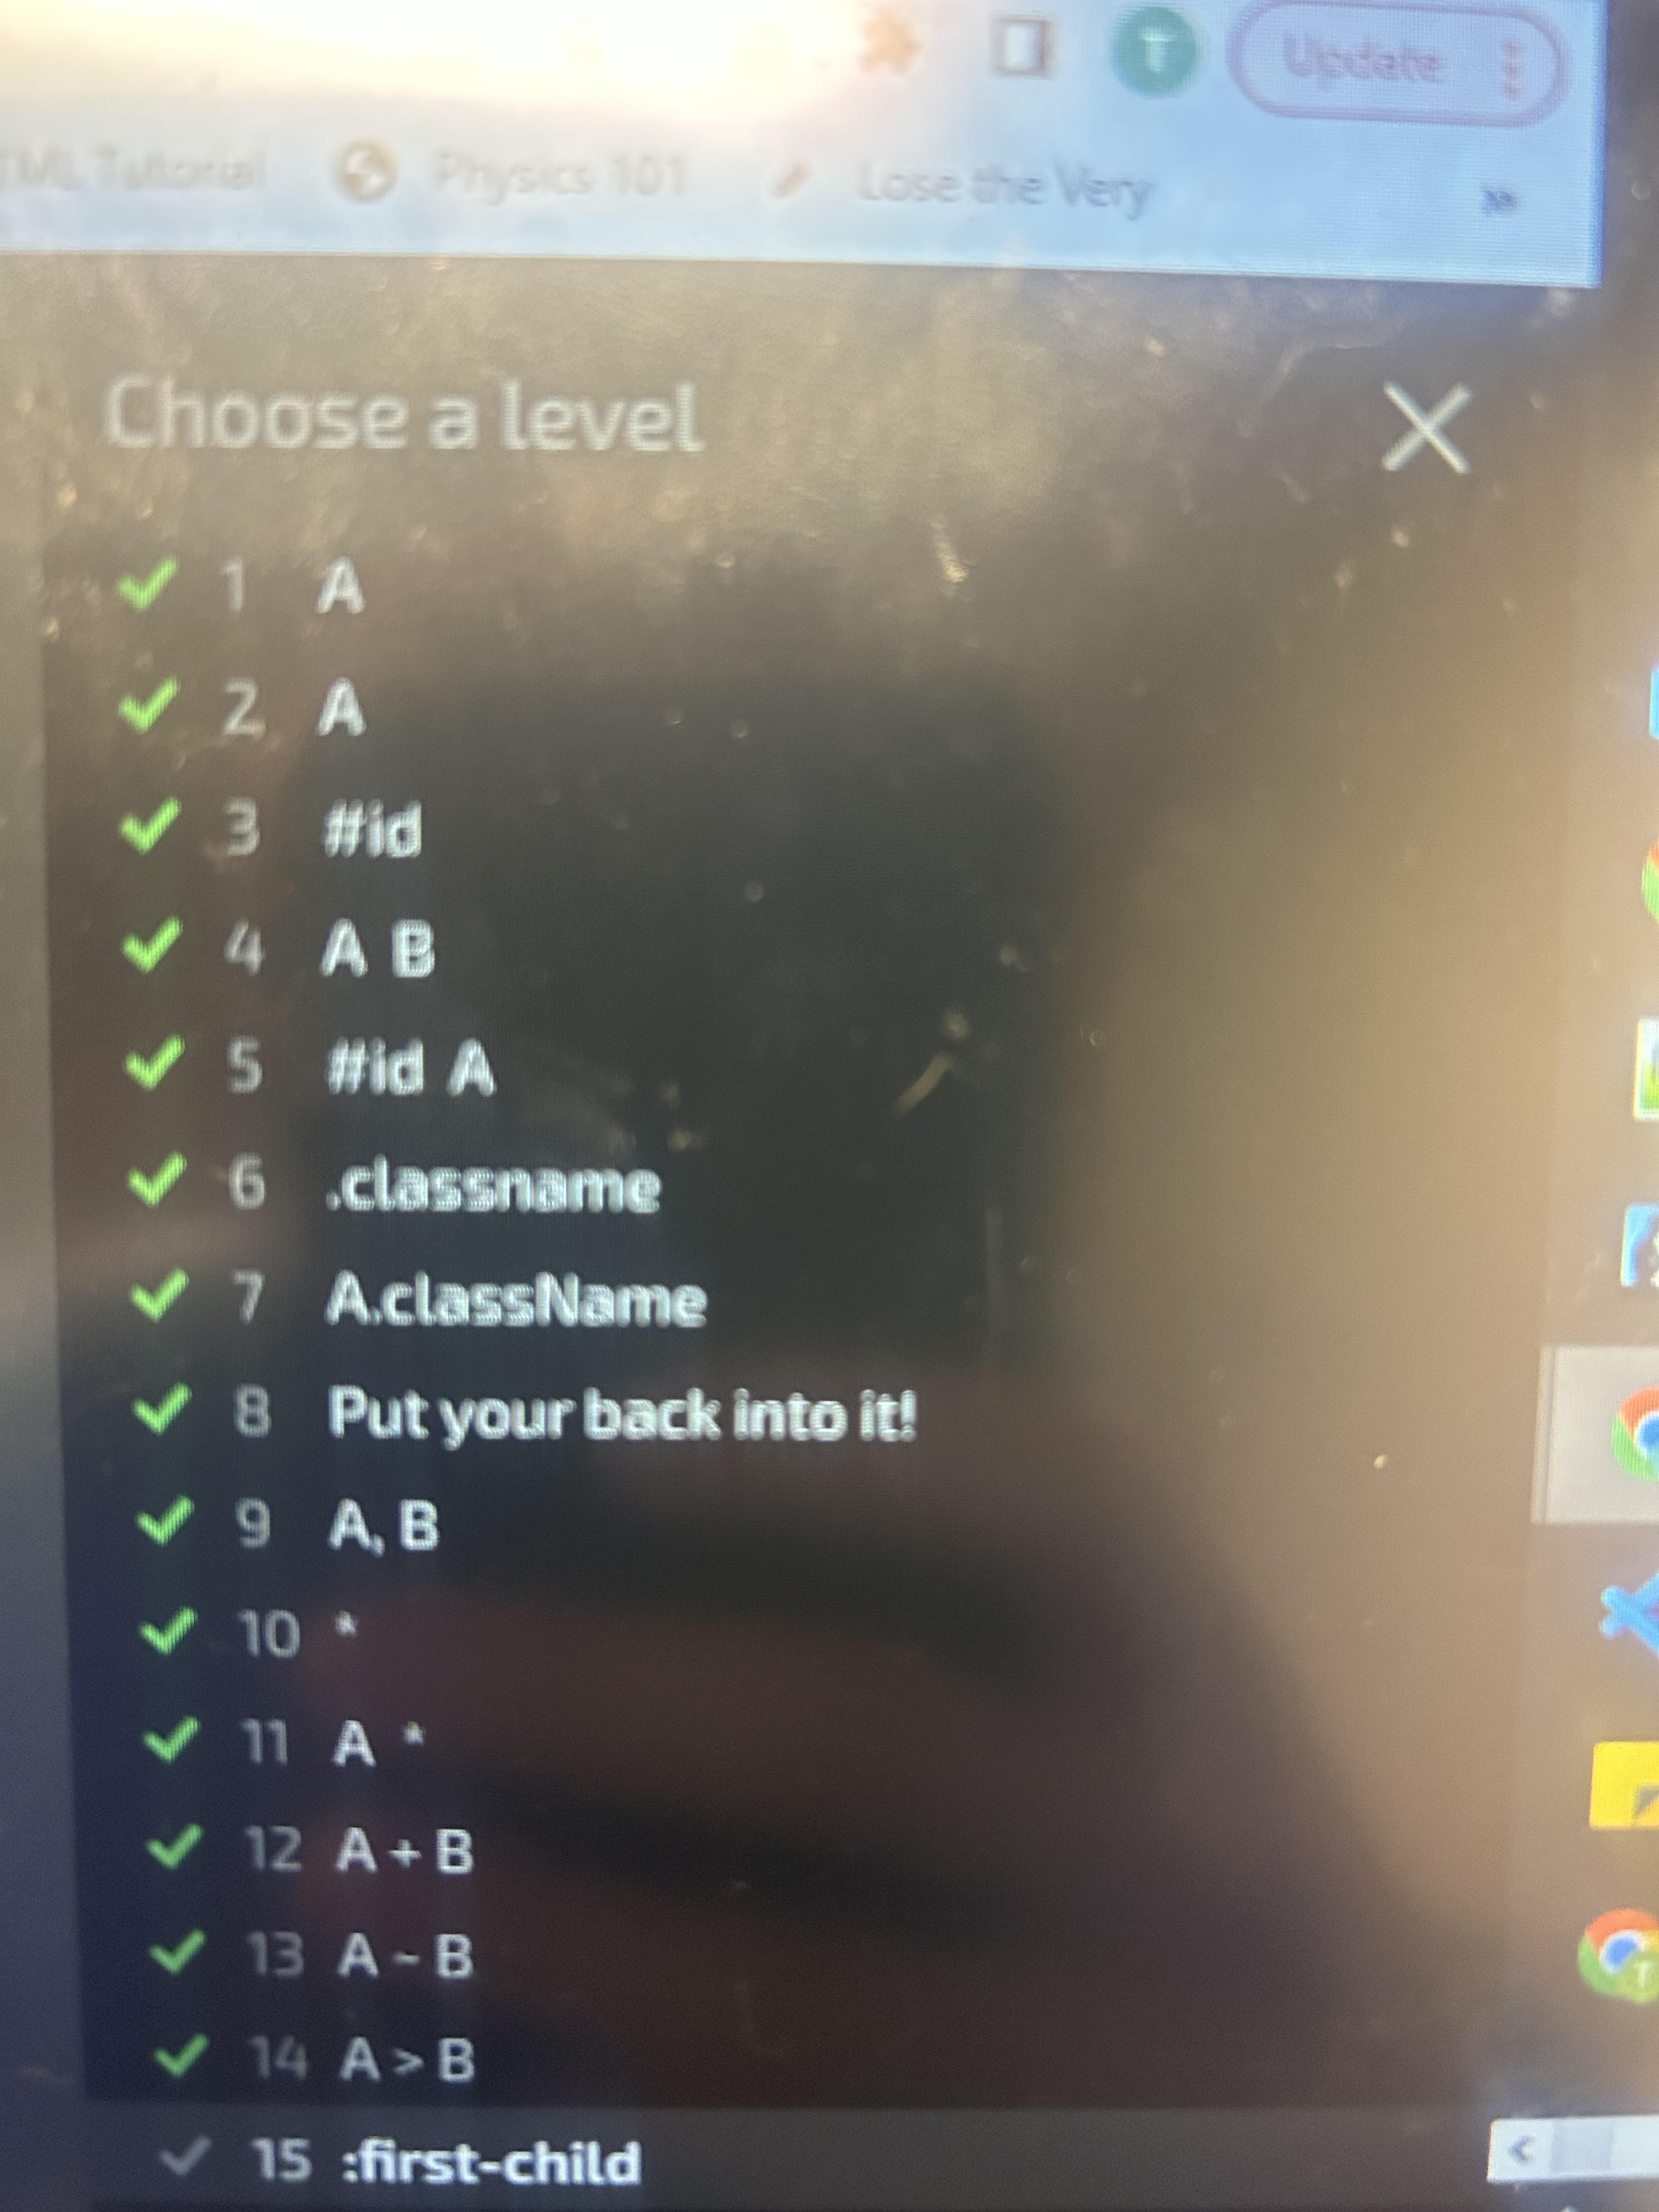 T Update
TML Tutorial Physics 101 Lose the Very »
Choose a level
1 A
2 A
3 #id
4 A B
5 #id A
6 .classname
7 A.className
8 Put your back into it!
9 A, B
10 *
11 A *
12 A + B
13 A ~ B
14 A > B
15 :first-child